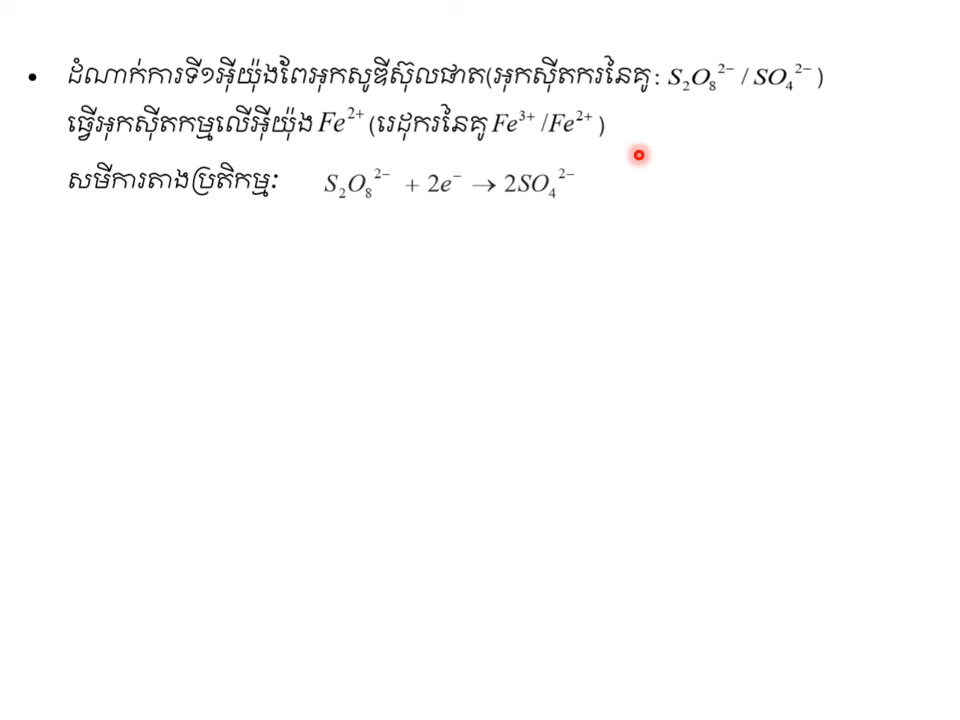 • ដំណាក់ការទី១អ៊ីយ៉ុងពែអុកសូឌីស៊ុលផាត(អុកស៊ីតករនៃគូ: S₂O₈²⁻ / SO₄²⁻ )
ធ្វើអុកស៊ីតកម្មលើអ៊ីយ៉ុង Fe²⁺ (រេដុករនៃគូ Fe³⁺ /Fe²⁺ )
សមីការតាងប្រតិកម្ម: S₂O₈²⁻ + 2e⁻ → 2SO₄²⁻